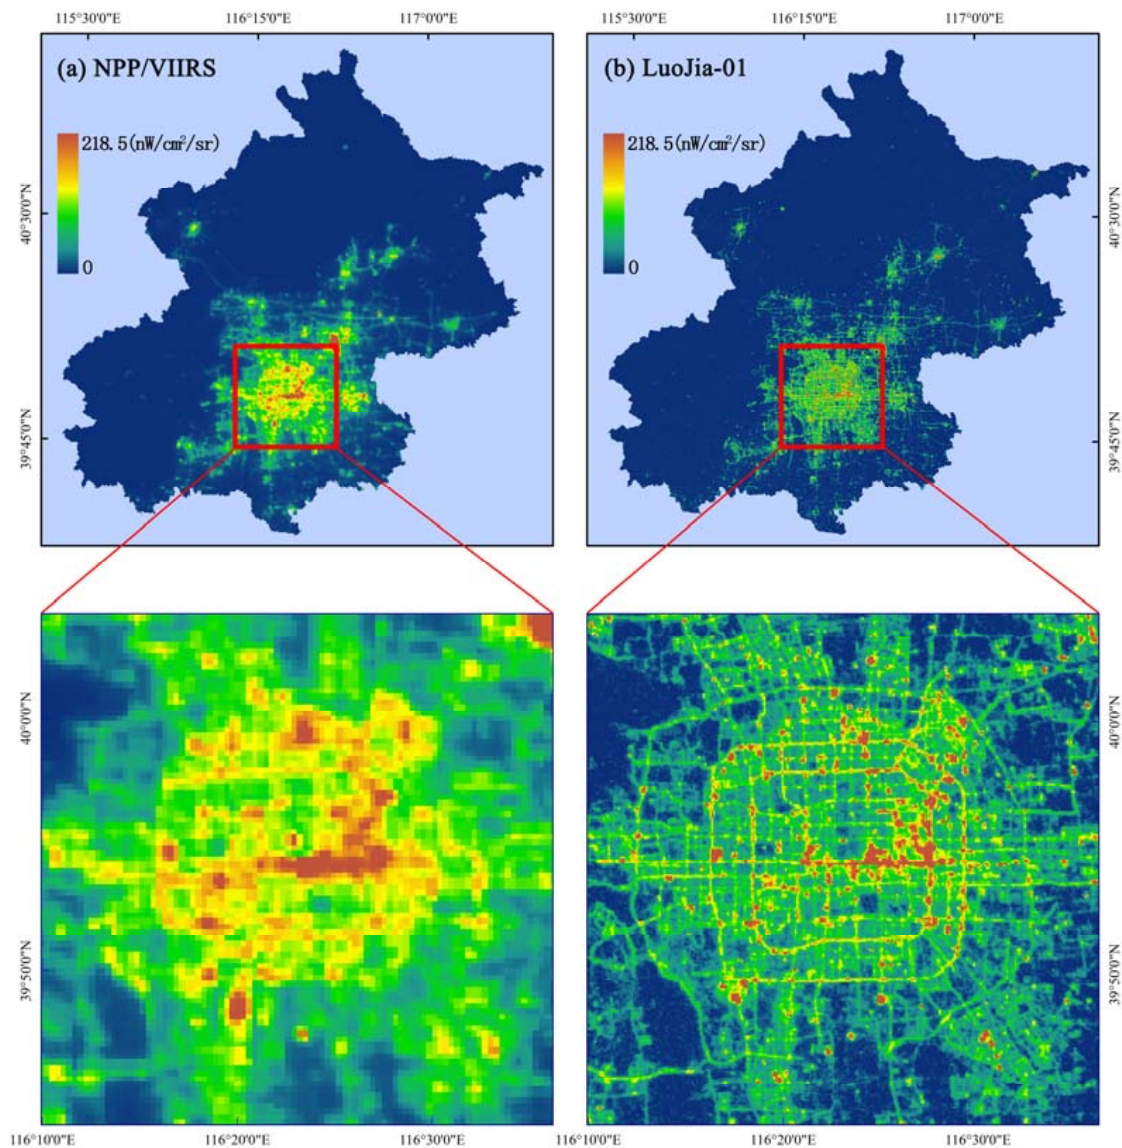 115°30'0"E 116°15'0"E 117°0'0"E 115°30'0"E 116°15'0"E 117°0'0"E
(a) NPP/VIIRS
(b) LuoJia-01
218.5(nW/cm²/sr)
218.5(nW/cm²/sr)
40°30'0"N
40°30'0"N
0
0
39°45'0"N
39°45'0"N
40°0'0"N
40°0'0"N
39°50'0"N
39°50'0"N
116°10'0"E 116°20'0"E 116°30'0"E 116°10'0"E 116°20'0"E 116°30'0"E